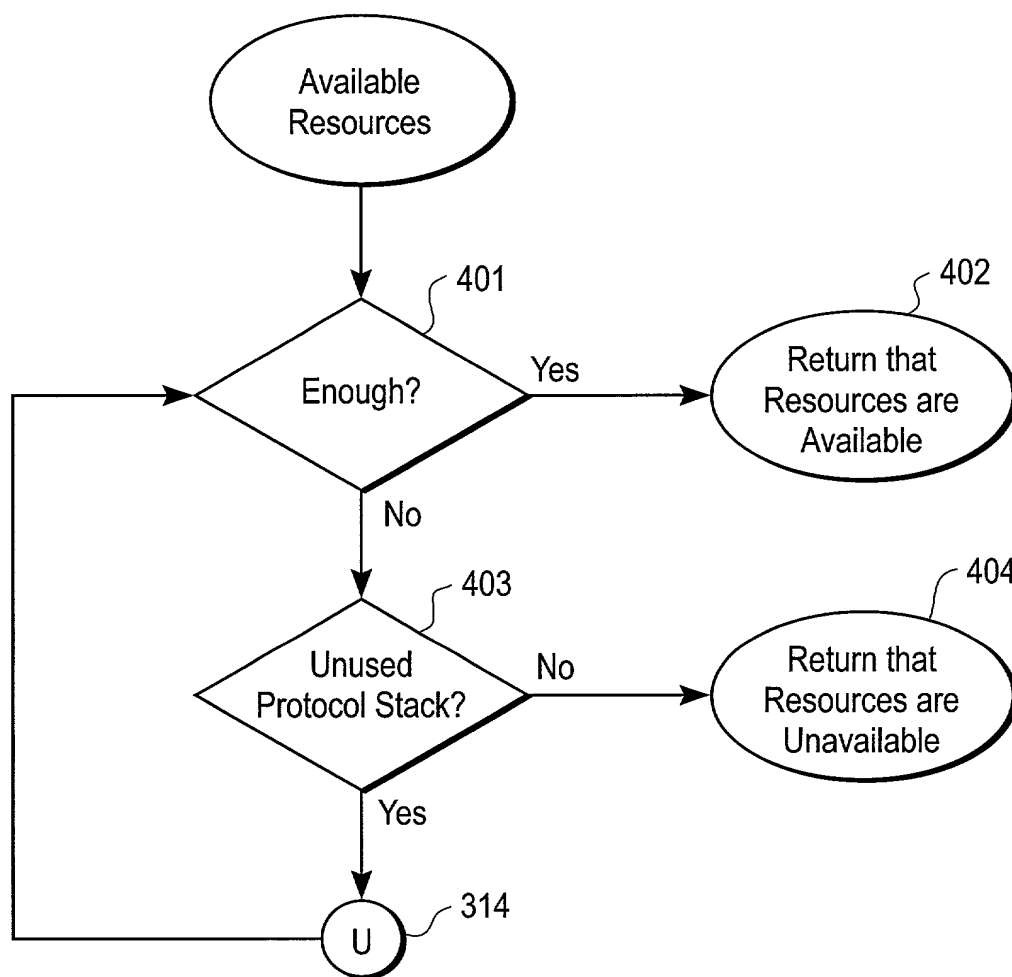 Available
Resources
401
Enough?
Yes
402
Return that
Resources are
Available
No
403
Unused
Protocol Stack?
No
404
Return that
Resources are
Unavailable
Yes
U
314